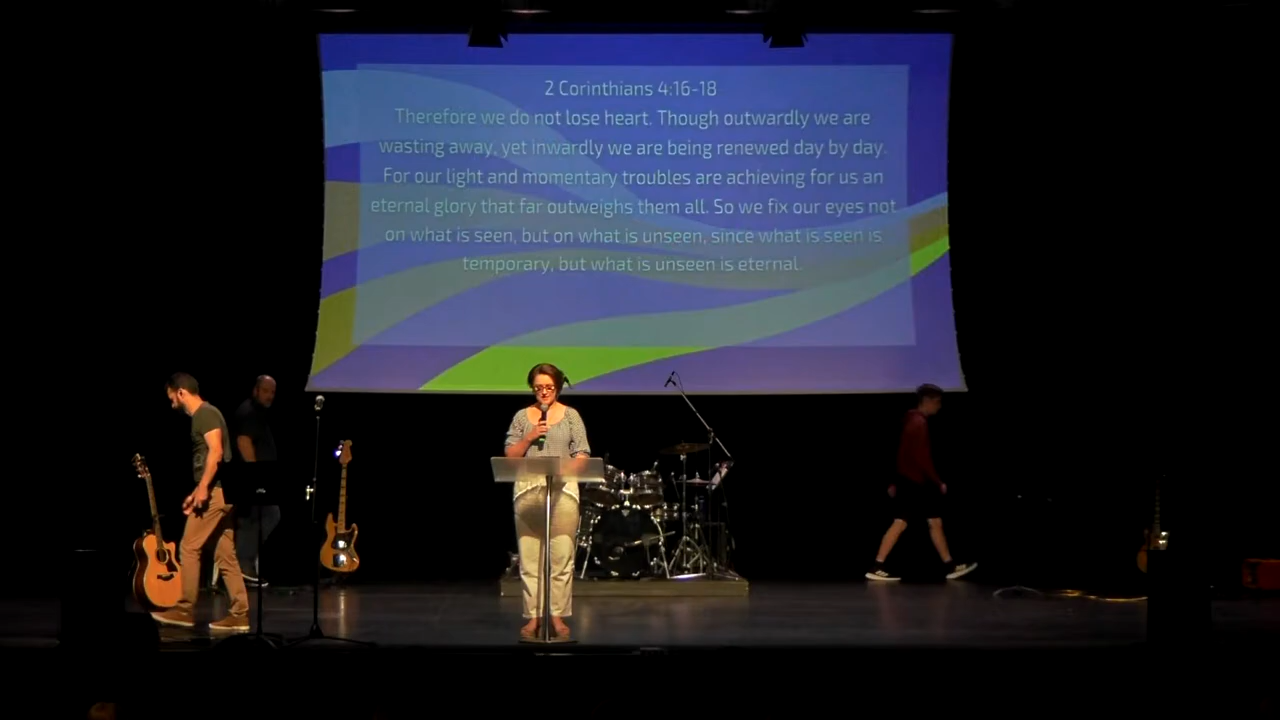 2 Corinthians 4:16-18
Therefore we do not lose heart. Though outwardly we are
wasting away, yet inwardly we are being renewed day by day.
For our light and momentary troubles are achieving for us an
eternal glory that far outweighs them all. So we fix our eyes not
on what is seen, but on what is unseen, since what is seen is
temporary, but what is unseen is eternal.